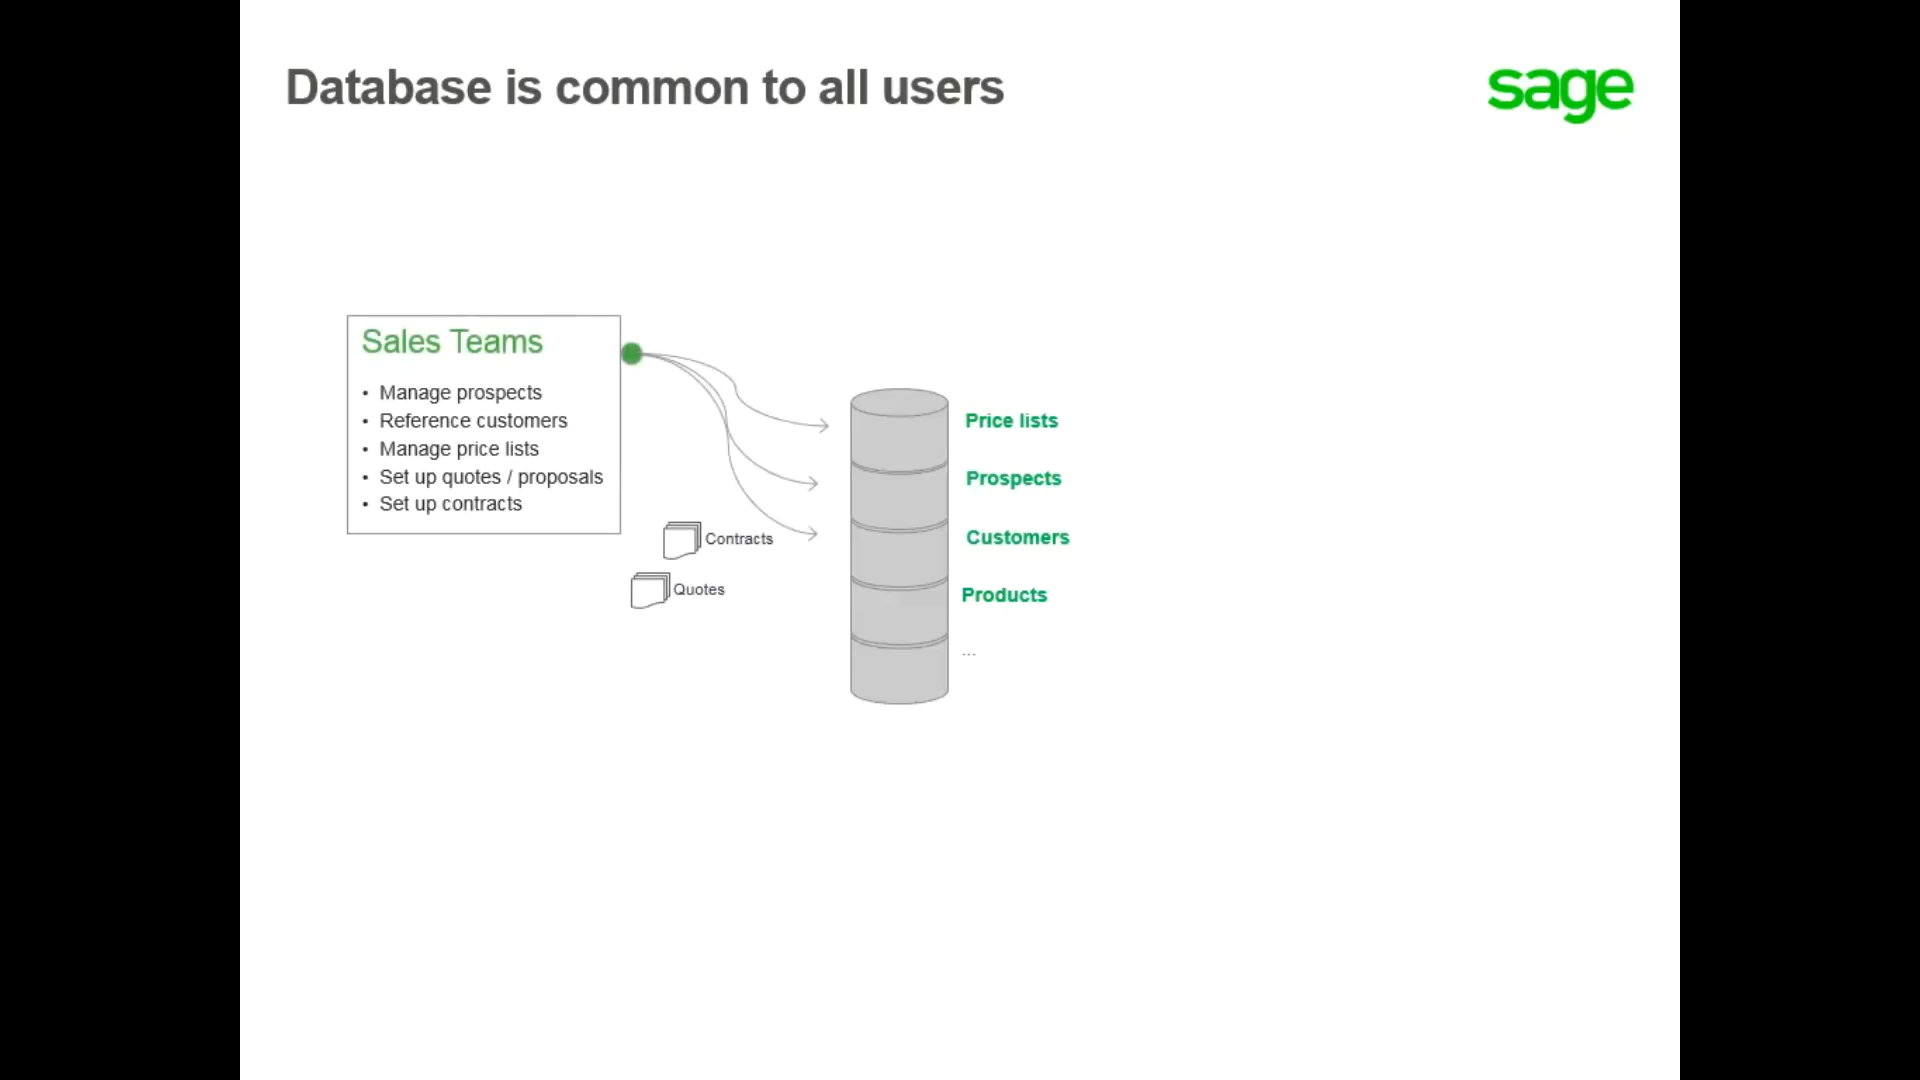 Database is common to all users
sage
Sales Teams
• Manage prospects
• Reference customers
• Manage price lists
• Set up quotes / proposals
• Set up contracts
Contracts
Quotes
Price lists
Prospects
Customers
Products
...